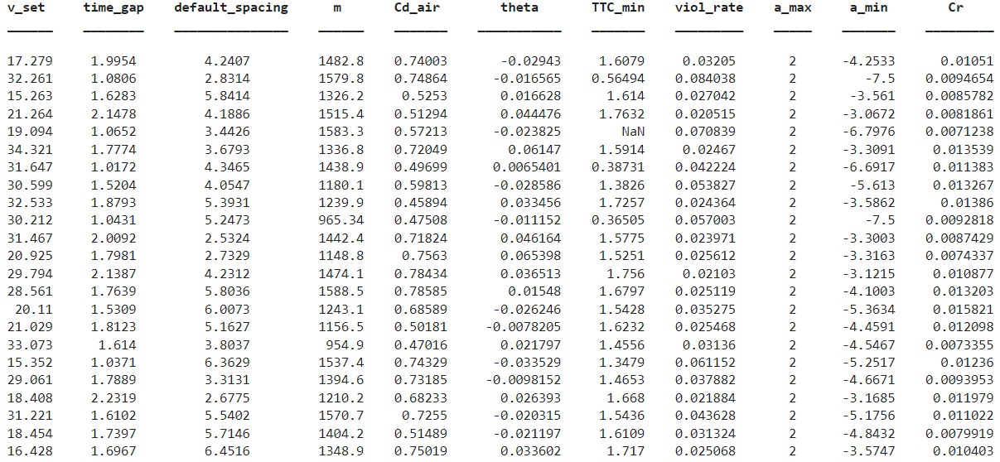 v_set time_gap default_spacing m Cd_air theta TTC_min viol_rate a_max a_min Cr
17.279 1.9954 4.2407 1482.8 0.74003 -0.02943 1.6079 0.03205 2 -4.2533 0.01051
32.261 1.0806 2.8314 1579.8 0.74864 -0.016565 0.56494 0.084038 2 -7.5 0.0094654
15.263 1.6283 5.8414 1326.2 0.5253 0.016628 1.614 0.027042 2 -3.561 0.0085782
21.264 2.1478 4.1886 1515.4 0.51294 0.044476 1.7632 0.020515 2 -3.0672 0.0081861
19.094 1.0652 3.4426 1583.3 0.57213 -0.023825 NaN 0.070839 2 -6.7976 0.0071238
34.321 1.7774 3.6793 1336.8 0.72049 0.06147 1.5914 0.02467 2 -3.3091 0.013539
31.647 1.0172 4.3465 1438.9 0.49699 0.0065401 0.38731 0.042224 2 -6.6917 0.011383
30.599 1.5204 4.0547 1180.1 0.59813 -0.028586 1.3826 0.053827 2 -5.613 0.013267
32.533 1.8793 5.3931 1239.9 0.45894 0.033456 1.7257 0.024364 2 -3.5862 0.01386
30.212 1.0431 5.2473 965.34 0.47508 -0.011152 0.36505 0.057003 2 -7.5 0.0092818
31.467 2.0092 2.5324 1442.4 0.71824 0.046164 1.5775 0.023971 2 -3.3003 0.0087429
20.925 1.7981 2.7329 1148.8 0.7563 0.065398 1.5251 0.025612 2 -3.3163 0.0074337
29.794 2.1387 4.2312 1474.1 0.78434 0.036513 1.756 0.02103 2 -3.1215 0.010877
28.561 1.7639 5.8036 1588.5 0.78585 0.01548 1.6797 0.025119 2 -4.1003 0.013203
20.11 1.5309 6.0073 1243.1 0.68589 -0.026246 1.5428 0.035275 2 -5.3634 0.015821
21.029 1.8123 5.1627 1156.5 0.50181 -0.0078205 1.6232 0.025468 2 -4.4591 0.012098
33.073 1.614 3.8037 954.9 0.47016 0.021797 1.4556 0.03136 2 -4.5467 0.0073355
15.352 1.0371 6.3629 1537.4 0.74329 -0.033529 1.3479 0.061152 2 -5.2517 0.01236
29.061 1.7889 3.3131 1394.6 0.73185 -0.0098152 1.4653 0.037882 2 -4.6671 0.0093953
18.408 2.2319 2.6775 1210.2 0.68233 0.026393 1.668 0.021884 2 -3.1685 0.011979
31.221 1.6102 5.5402 1570.7 0.7255 -0.020315 1.5436 0.043628 2 -5.1756 0.011022
18.454 1.7397 5.7146 1404.2 0.51489 -0.021197 1.6109 0.031324 2 -4.8432 0.0079919
16.428 1.6967 6.4516 1348.9 0.75019 0.033602 1.717 0.025068 2 -3.5747 0.010403